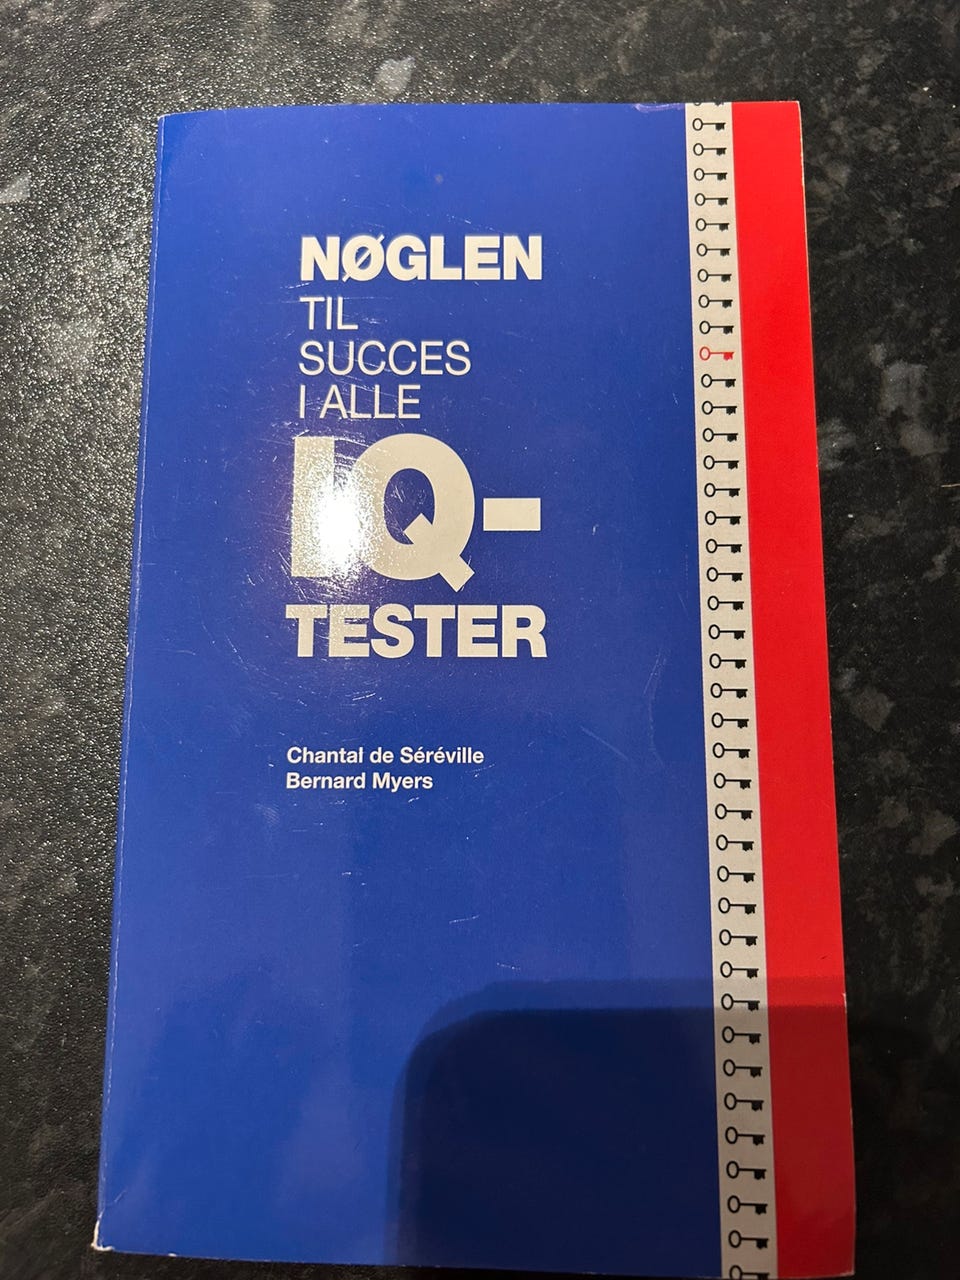 NØGLEN
TIL
SUCCES
I ALLE
IQ-
TESTER
Chantal de Séréville
Bernard Myers